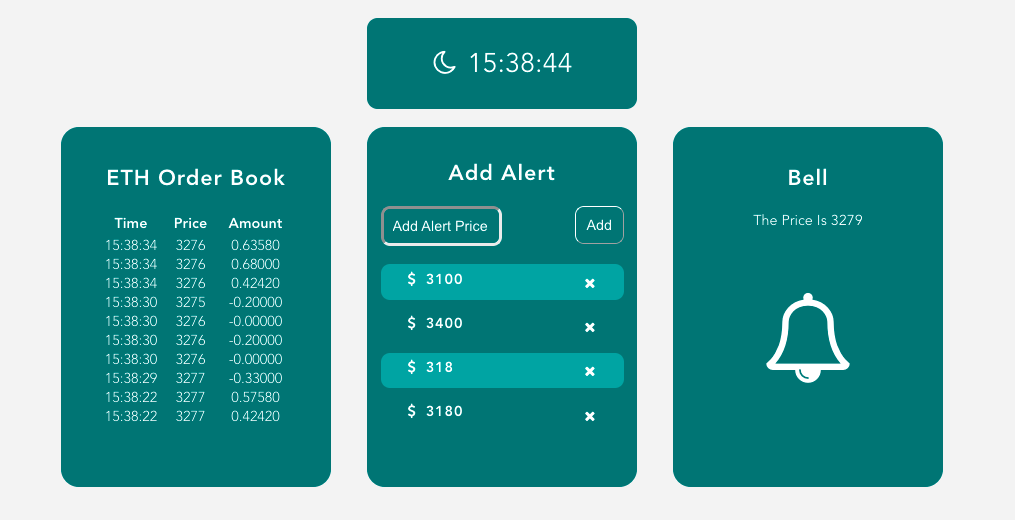 15:38:44
ETH Order Book
Time Price Amount
15:38:34 3276 0.63580
15:38:34 3276 0.68000
15:38:34 3276 0.42420
15:38:30 3275 -0.20000
15:38:30 3276 -0.00000
15:38:30 3276 -0.20000
15:38:30 3276 -0.00000
15:38:29 3277 -0.33000
15:38:22 3277 0.57580
15:38:22 3277 0.42420
Add Alert
Add Alert Price Add
$ 3100 ×
$ 3400 ×
$ 318 ×
$ 3180 ×
Bell
The Price Is 3279